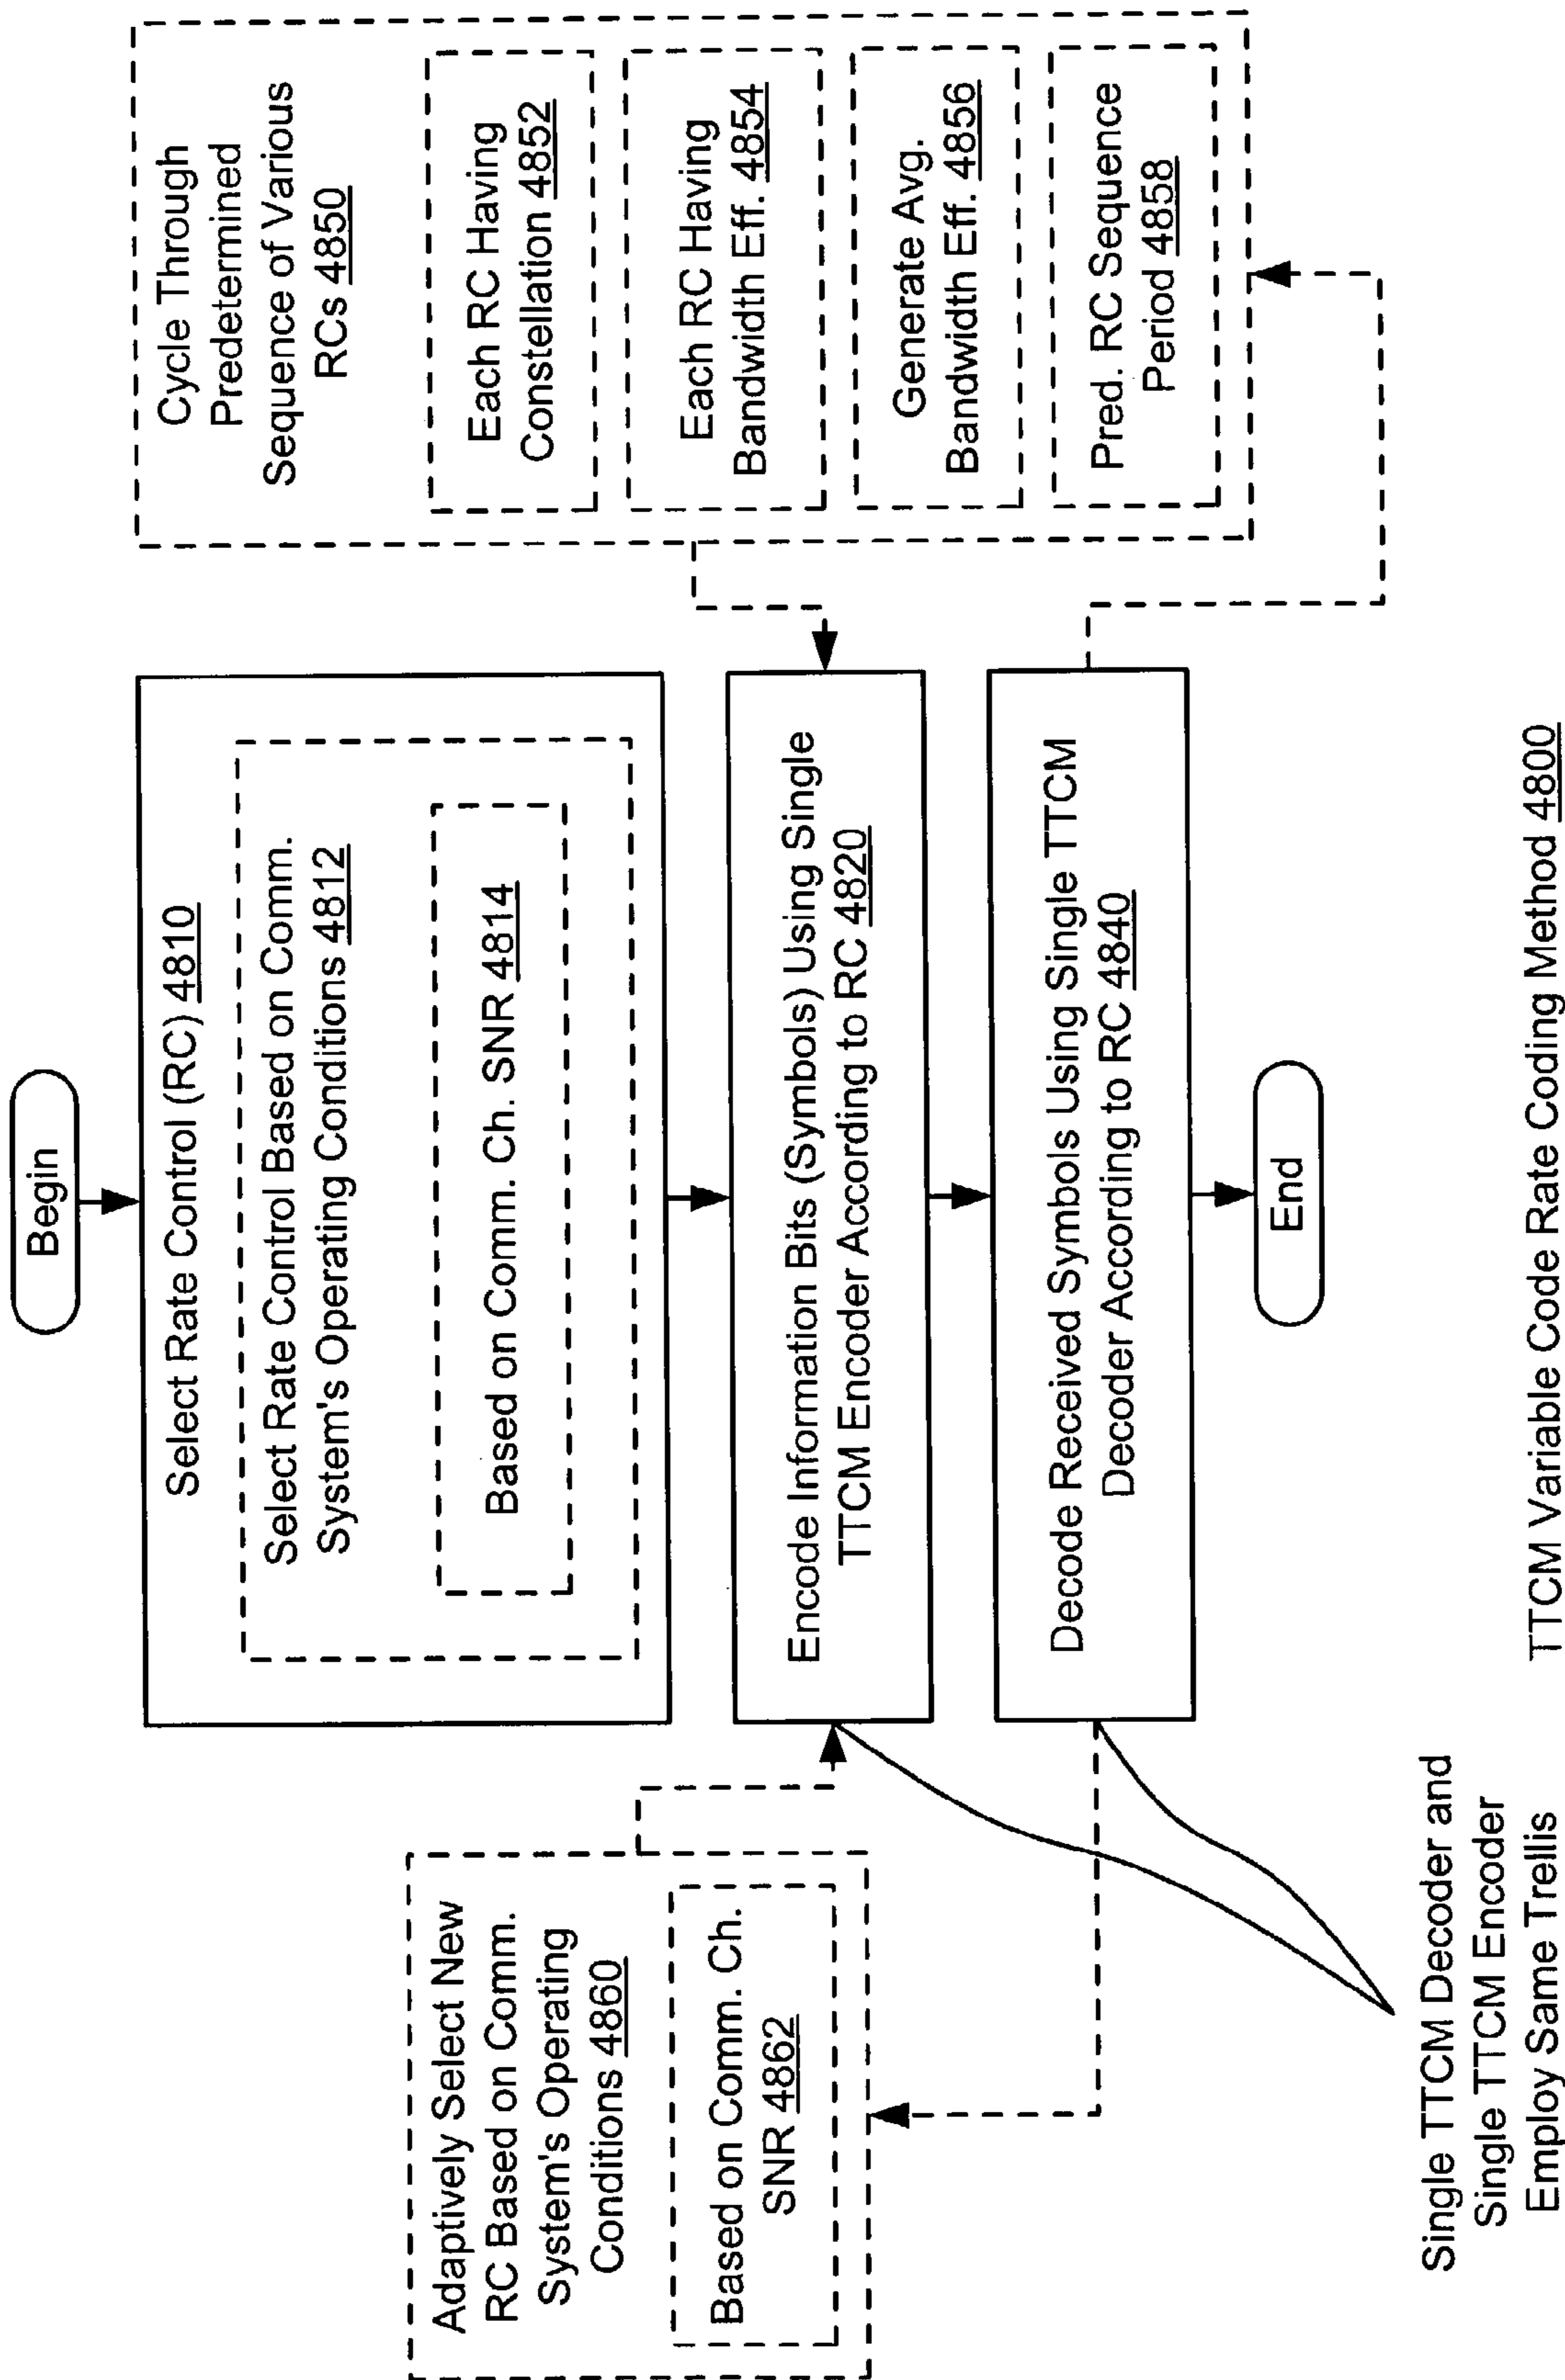 Begin
Select Rate Control (RC) 4810
Select Rate Control Based on Comm.
System's Operating Conditions 4812
Based on Comm. Ch. SNR 4814
Encode Information Bits (Symbols) Using Single
TTCM Encoder According to RC 4820
Decode Received Symbols Using Single TTCM
Decoder According to RC 4840
End
Adaptively Select New
RC Based on Comm.
System's Operating
Conditions 4860
Based on Comm. Ch.
SNR 4862
Cycle Through
Predetermined
Sequence of Various
RCs 4850
Each RC Having
Constellation 4852
Each RC Having
Bandwidth Eff. 4854
Generate Avg.
Bandwidth Eff. 4856
Pred. RC Sequence
Period 4858
Single TTCM Decoder and
Single TTCM Encoder
Employ Same Trellis
TTCM Variable Code Rate Coding Method 4800